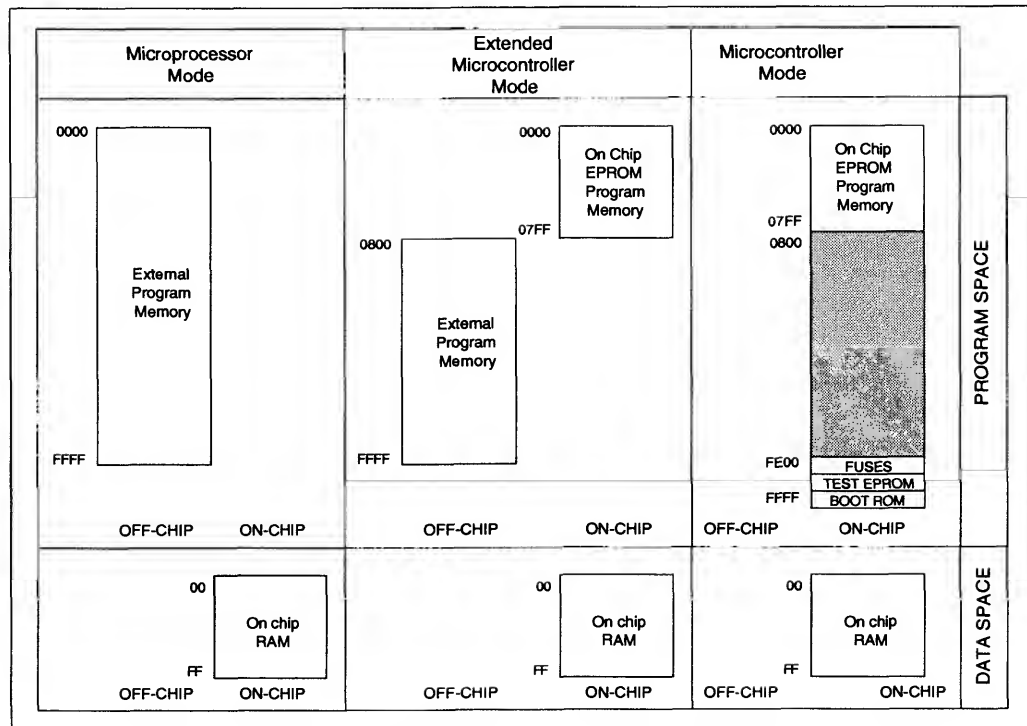 Microprocessor
Mode
Extended
Microcontroller
Mode
Microcontroller
Mode
0000
External
Program
Memory
FFFF
OFF-CHIP ON-CHIP
0000
On Chip
EPROM
Program
Memory
07FF
0800
External
Program
Memory
FFFF
OFF-CHIP ON-CHIP
0000
On Chip
EPROM
Program
Memory
07FF
0800
FE00
FUSES
TEST EPROM
FFFF
BOOT ROM
OFF-CHIP ON-CHIP
PROGRAM SPACE
00
On chip
RAM
FF
OFF-CHIP ON-CHIP
00
On chip
RAM
FF
OFF-CHIP ON-CHIP
00
On chip
RAM
FF
OFF-CHIP ON-CHIP
DATA SPACE